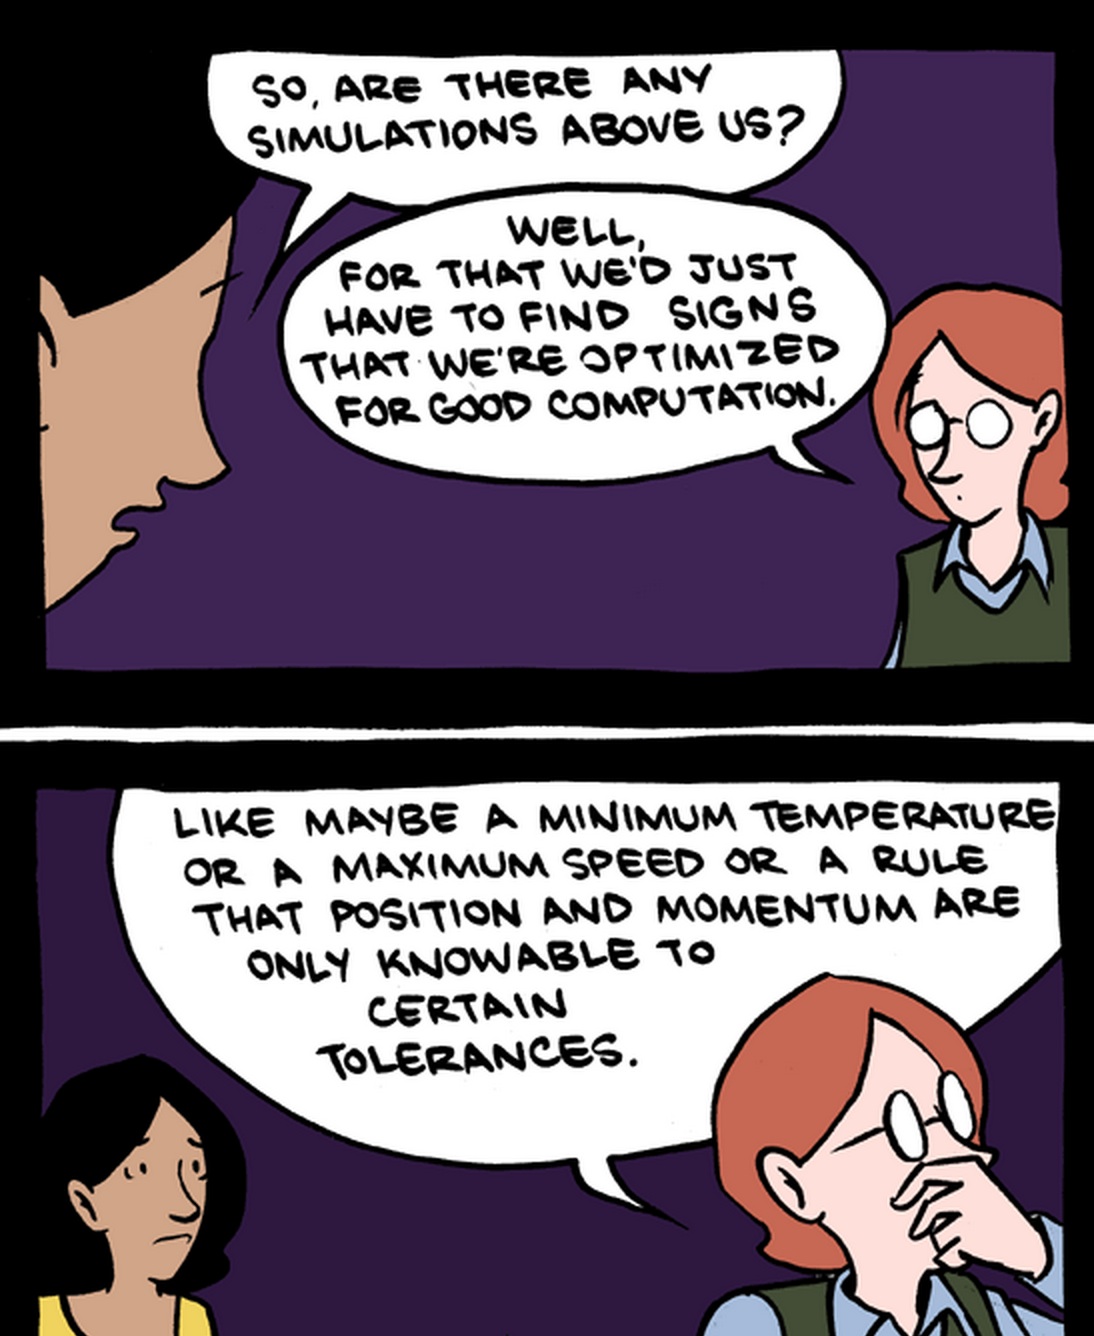 SO, ARE THERE ANY
SIMULATIONS ABOVE US?
WELL,
FOR THAT WE'D JUST
HAVE TO FIND SIGNS
THAT WE'RE OPTIMIZED
FOR GOOD COMPUTATION.
LIKE MAYBE A MINIMUM TEMPERATURE
OR A MAXIMUM SPEED OR A RULE
THAT POSITION AND MOMENTUM ARE
ONLY KNOWABLE TO
CERTAIN
TOLERANCES.